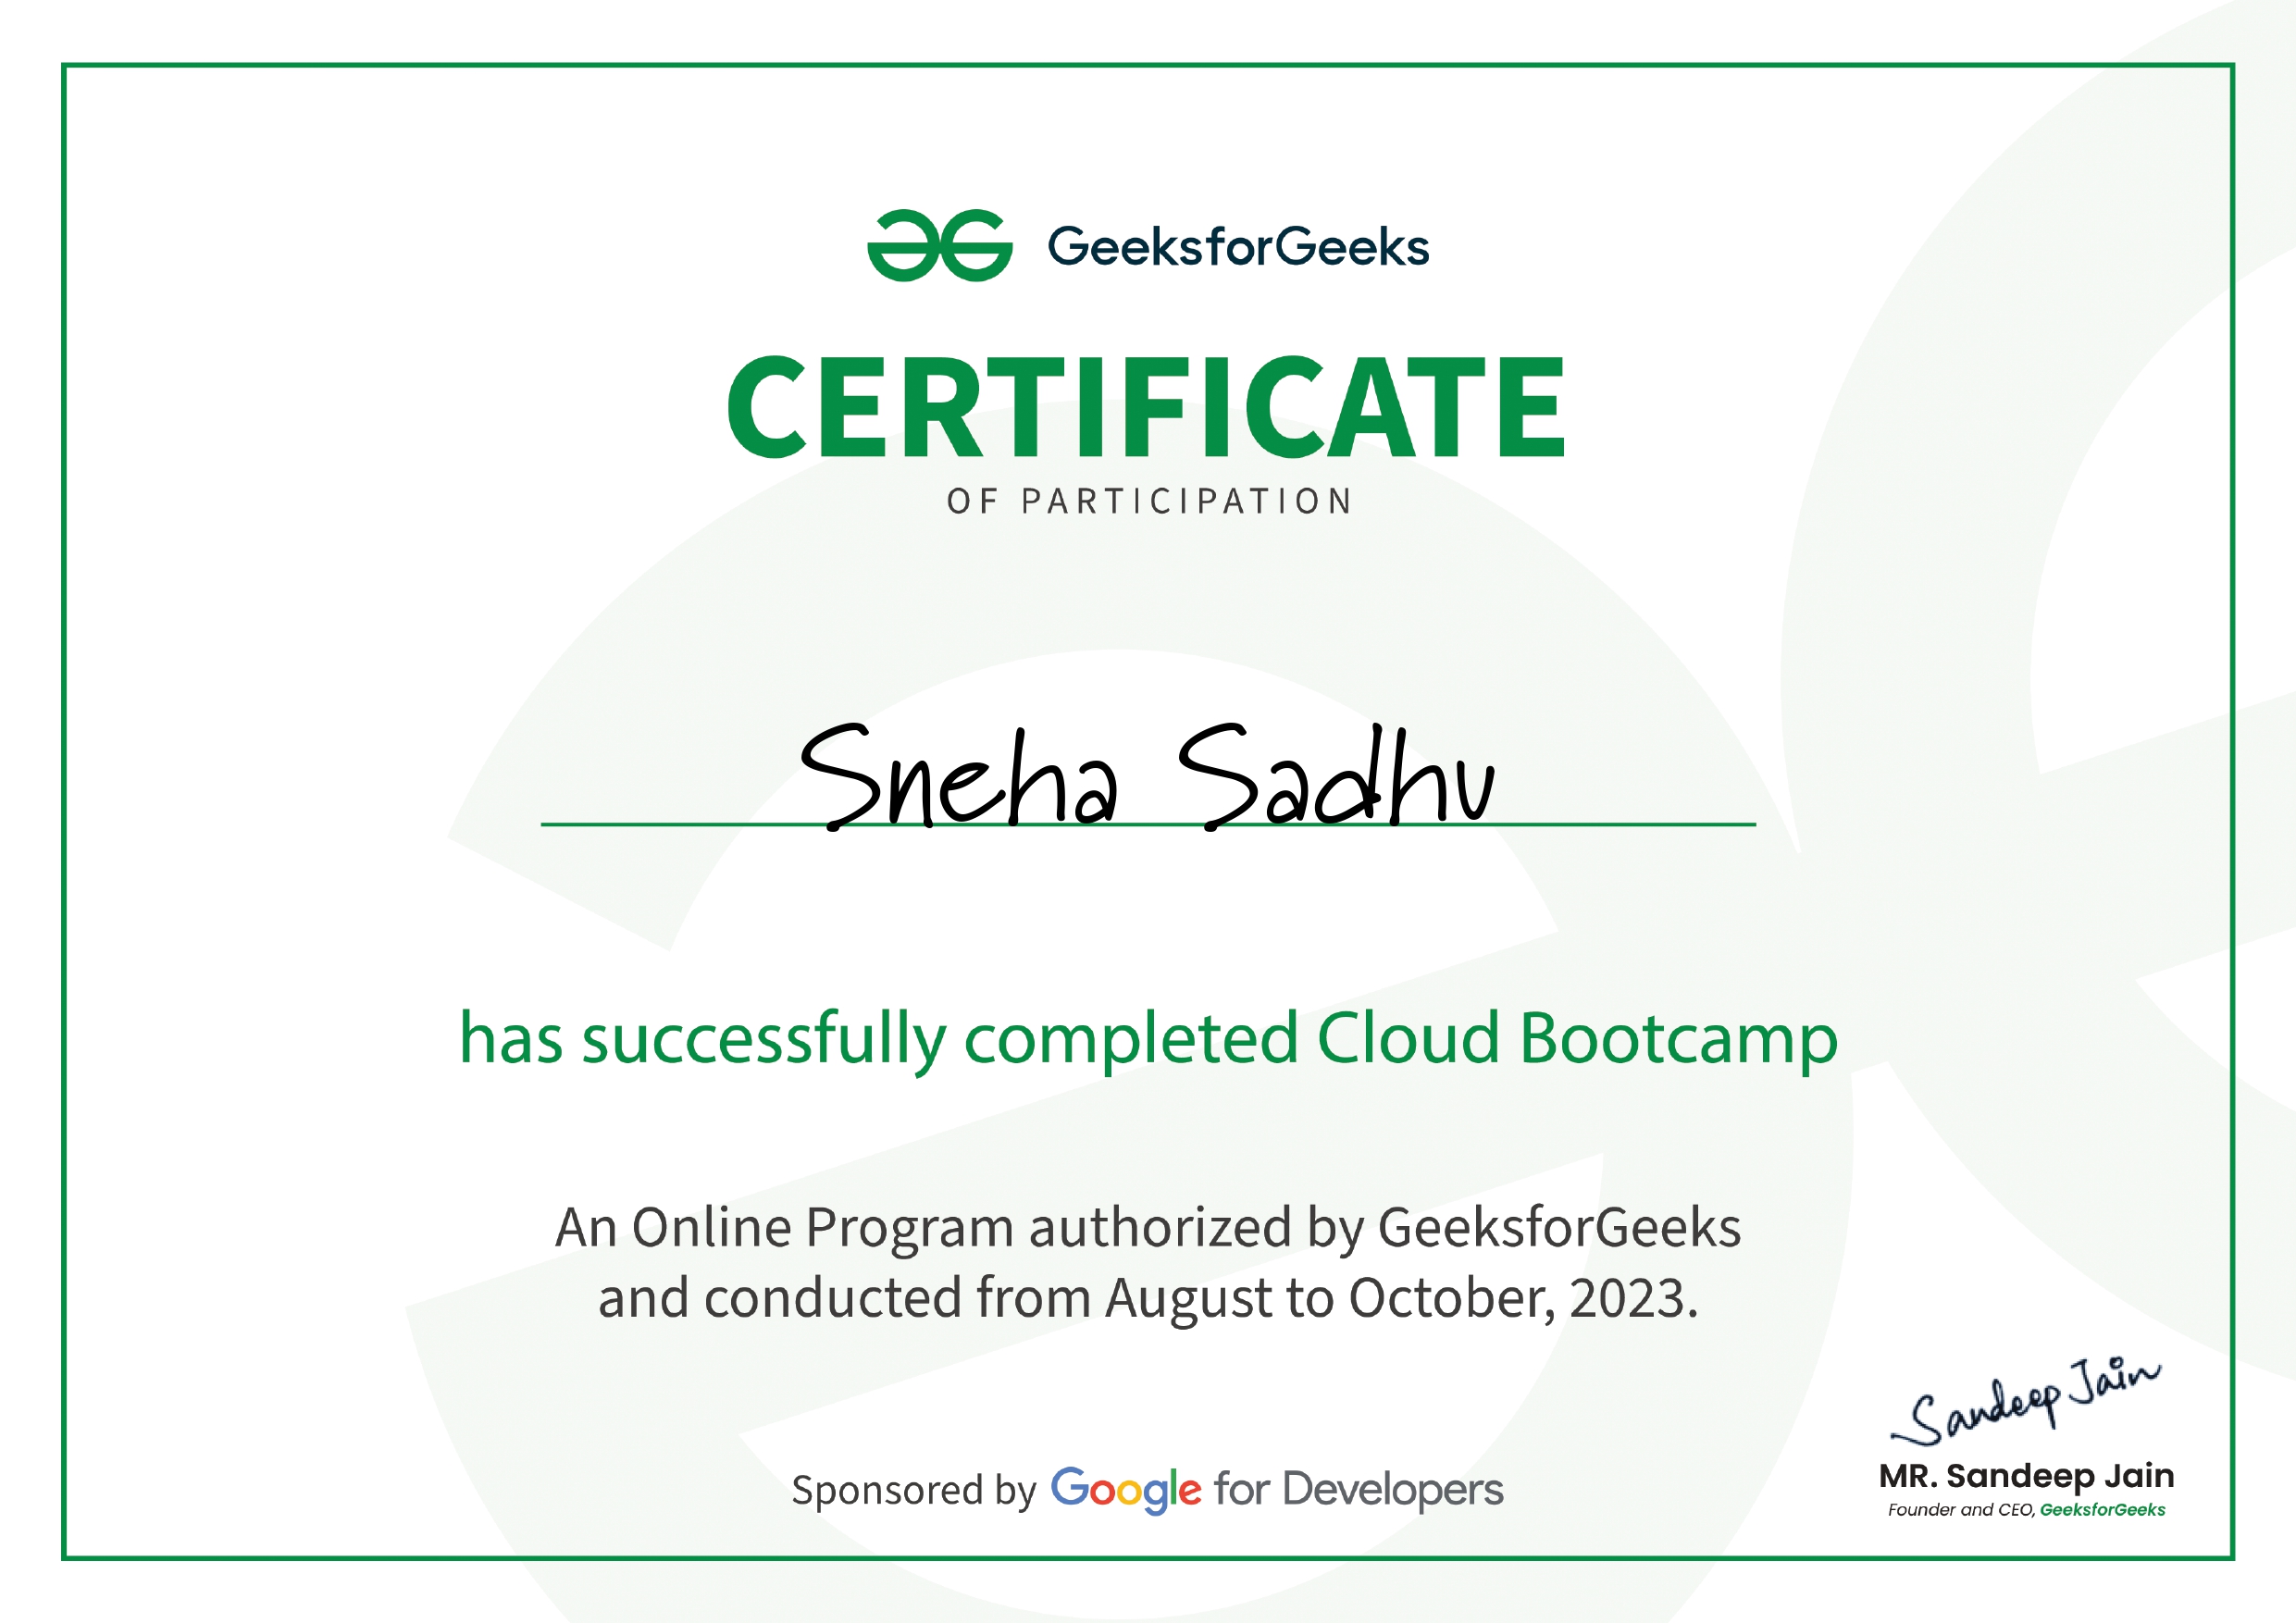 GeeksforGeeks
CERTIFICATE
OF PARTICIPATION
Sneha Sadhu
has successfully completed Cloud Bootcamp
An Online Program authorized by GeeksforGeeks
and conducted from August to October, 2023.
Sandeep Jain
MR. Sandeep Jain
Founder and CEO, GeeksforGeeks
Sponsored by Google for Developers